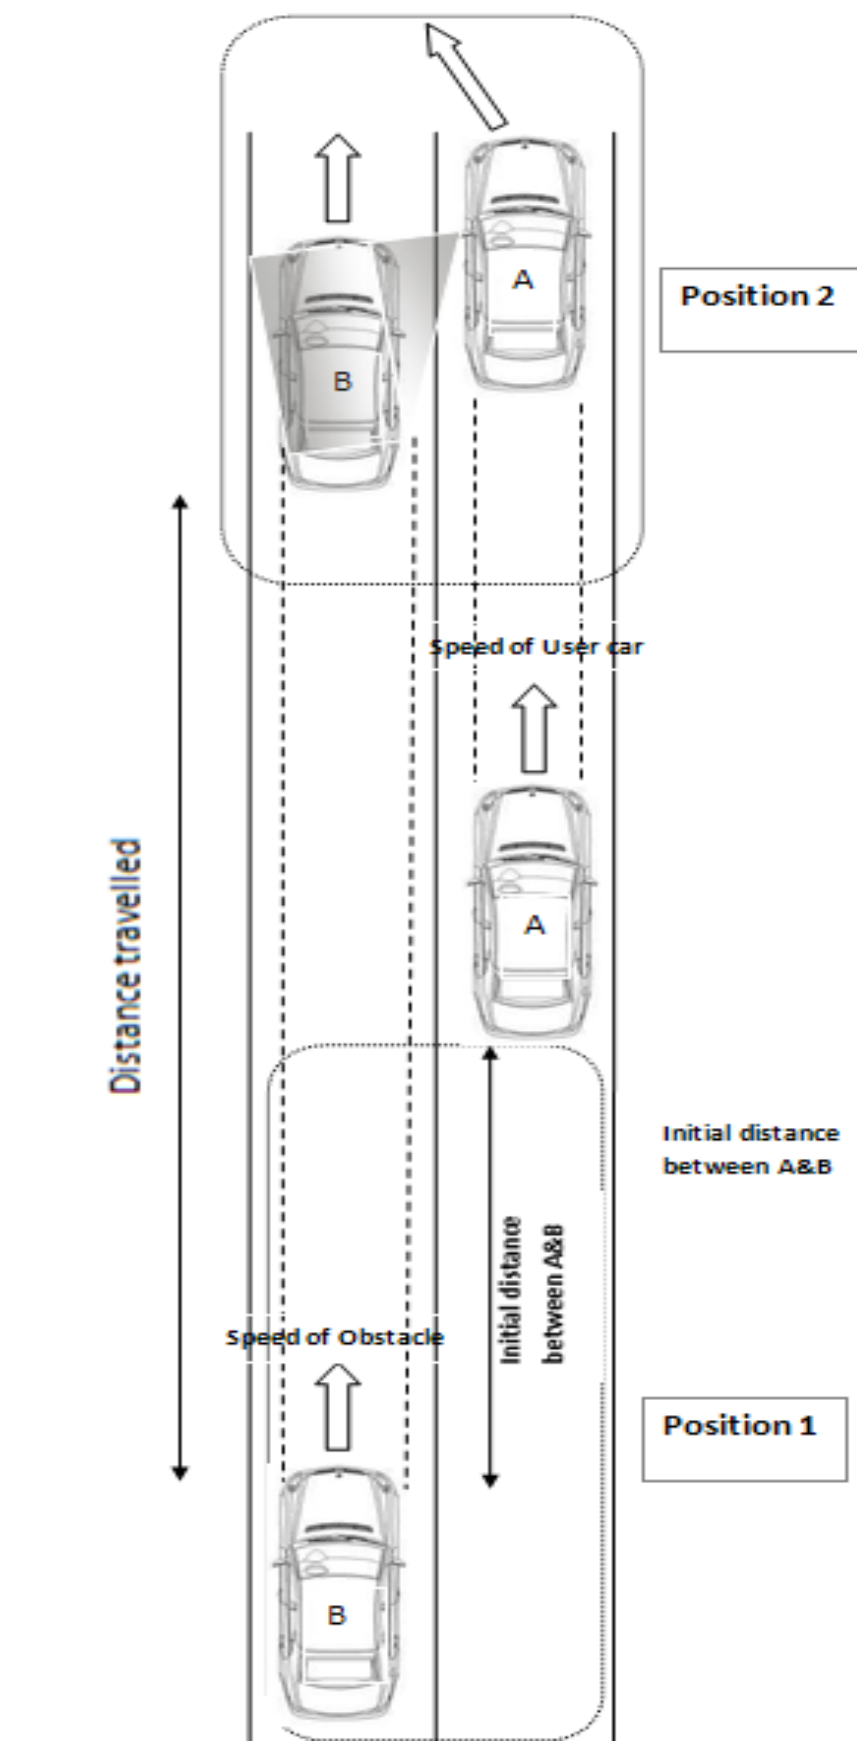 A
Position 2
B
Speed of User car
Distance travelled
A
Initial distance
between A&B
Initial distance
between A&B
Speed of Obstacle
Position 1
B